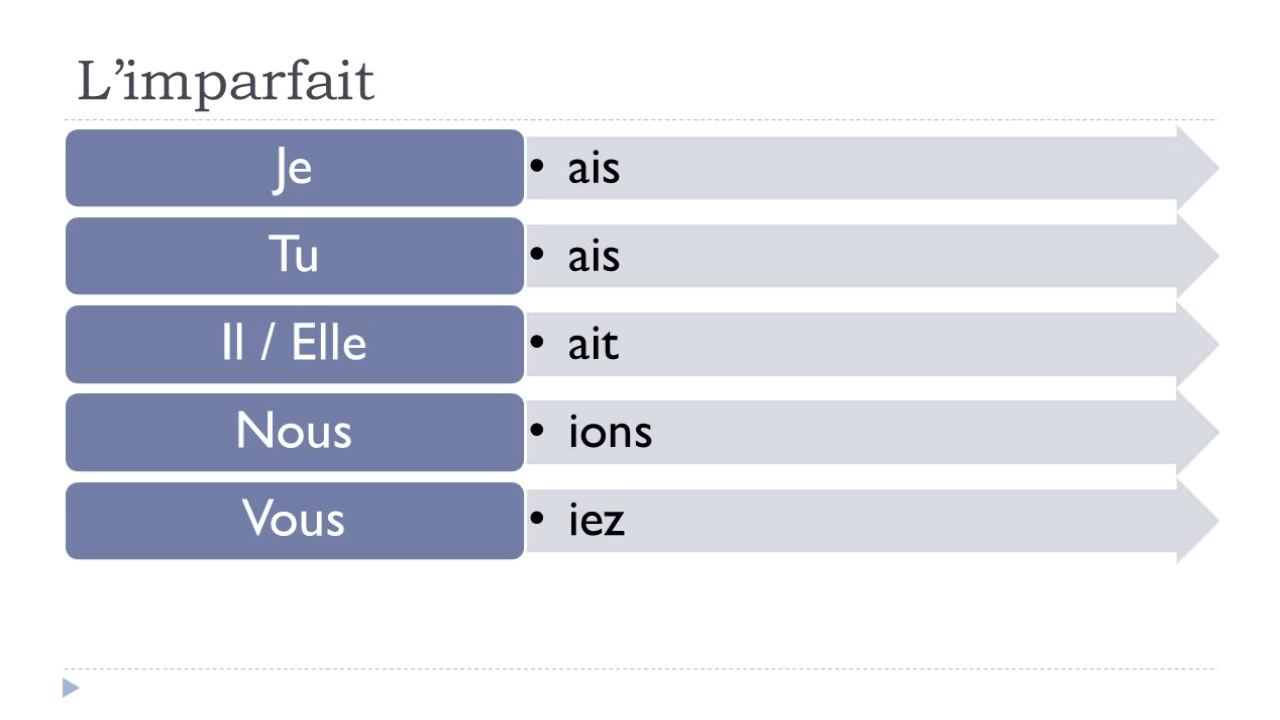 L’imparfait
Je
• ais
Tu
• ais
Il / Elle
• ait
Nous
• ions
Vous
• iez